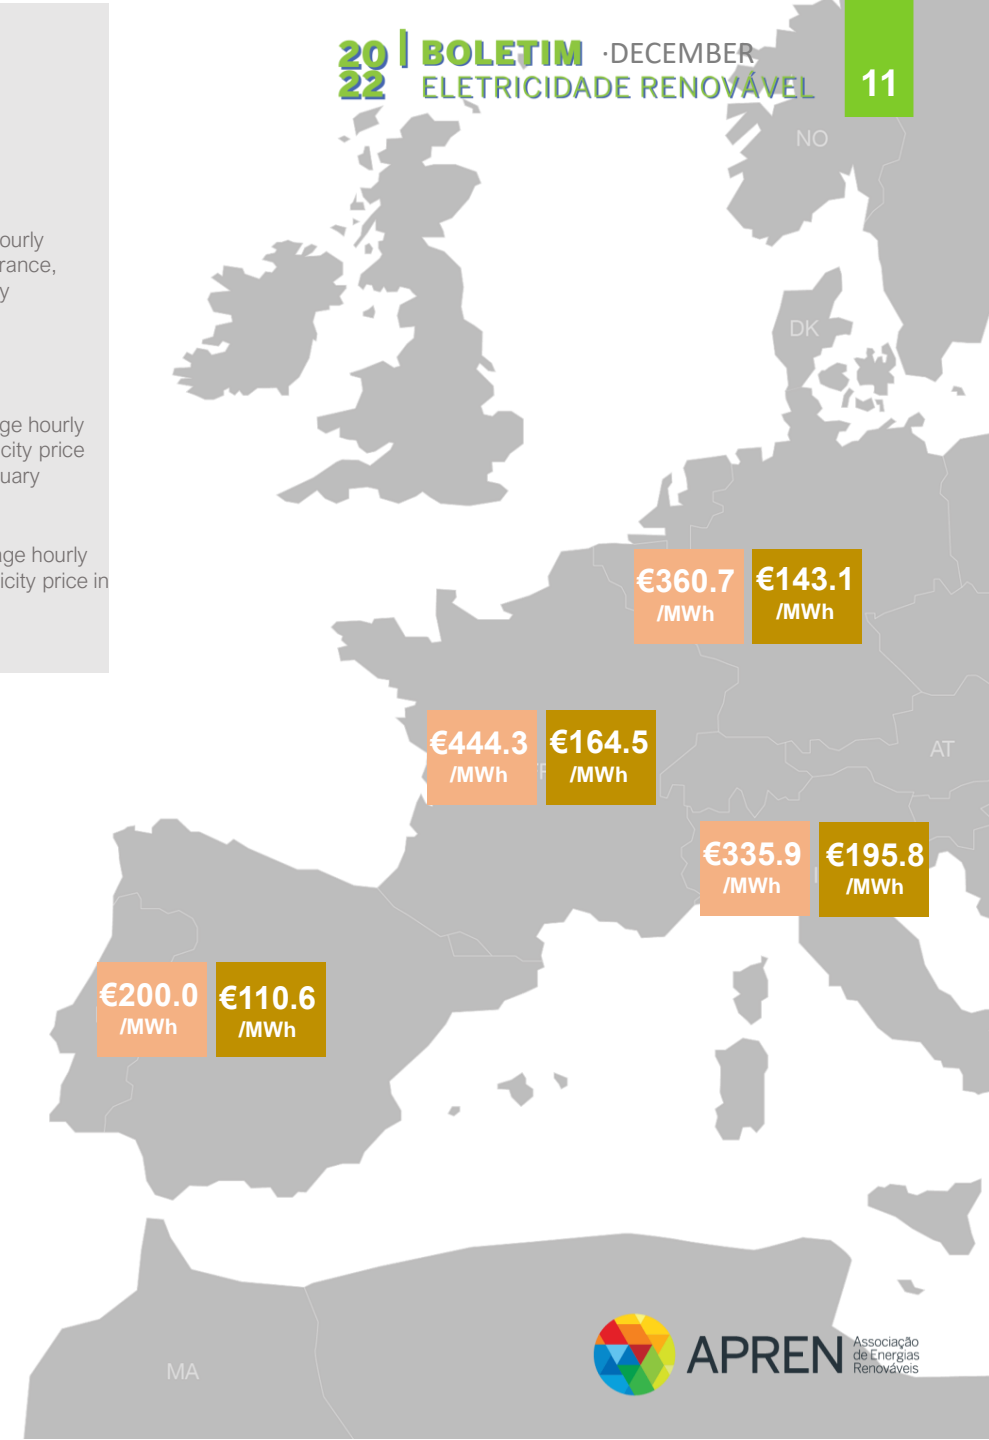 20
22
BOLETIM ·DECEMBER
ELETRICIDADE RENOVÁVEL
11
ourly
rance,
y
ge hourly
city price
uary
ge hourly
icity price in
NO
DK
€360.7
/MWh
€143.1
/MWh
€444.3
/MWh
€164.5
/MWh
AT
€335.9
/MWh
€195.8
/MWh
€200.0
/MWh
€110.6
/MWh
MA
APREN
Associação
de Energias
Renováveis